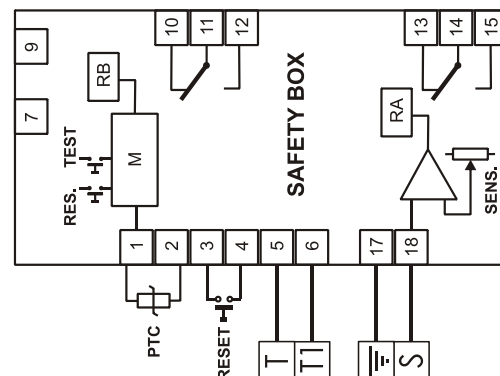 10 11 12
13 14 15
9
7
RB
RA
TEST
RES.
M
SAFETY BOX
SENS.
1 2 3 4 5 6
17 18
PTC
RESET
T T1
S